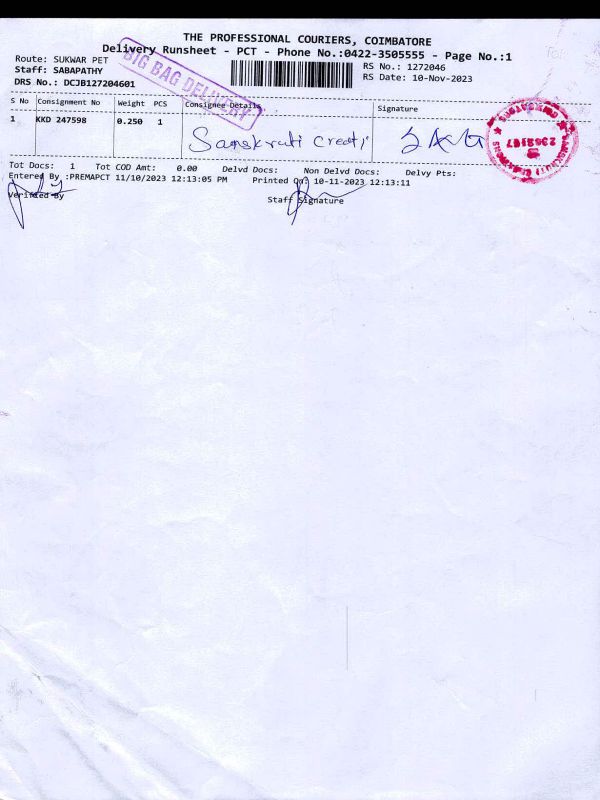 THE PROFESSIONAL COURIERS, COIMBATORE
Delivery Runsheet - PCT - Phone No.:0422-3505555 - Page No.:1
Route: SUKWAR PET
Staff: SABAPATHY
DRS No.: DCJB127204601
BIG BAG DELIVERY
RS No.: 1272046
RS Date: 10-Nov-2023
S No Consignment No Weight PCS Consignee Details Signature
1 KKD 247598 0.250 1 Sanskruti Creati
Tot Docs: 1 Tot COD Amt: 0.00 Delvd Docs: Non Delvd Docs: Delvy Pts:
Entered By :PREMAPCT 11/10/2023 12:13:05 PM Printed On: 10-11-2023 12:13:11
Verified By
Staff Signature